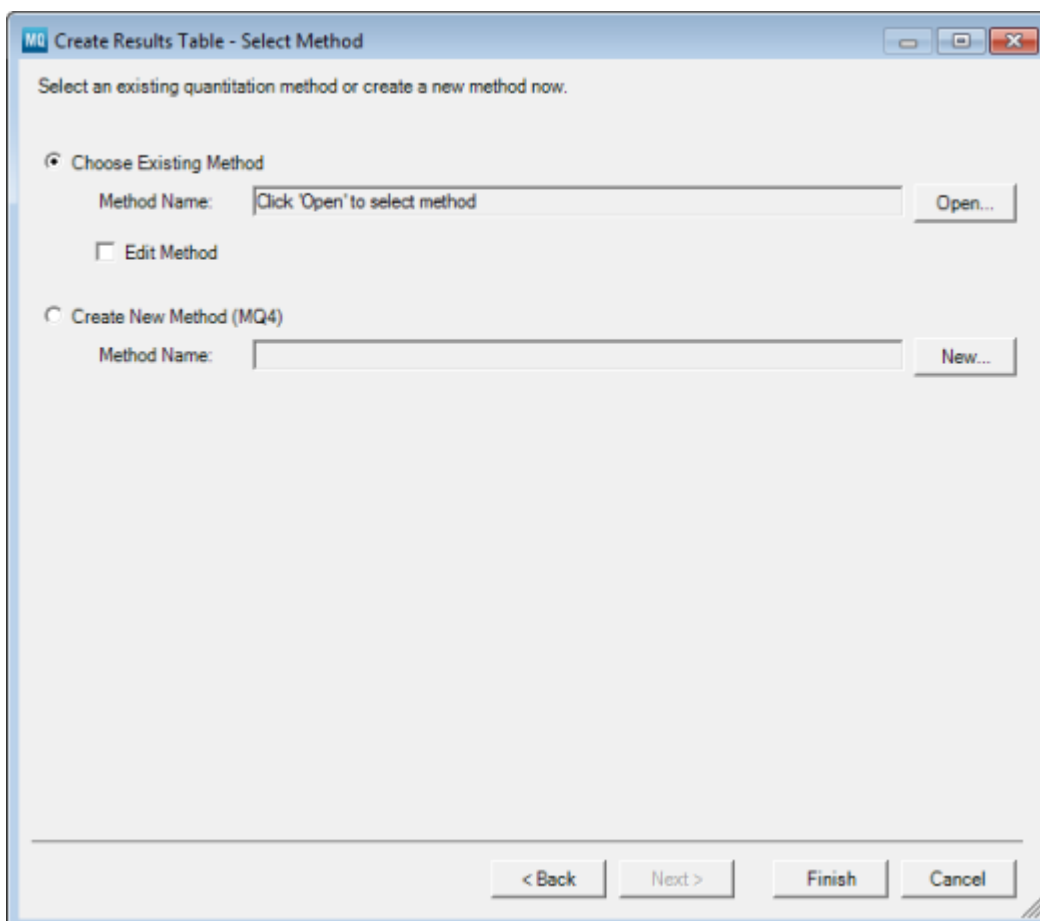 MQ Create Results Table - Select Method
Select an existing quantitation method or create a new method now.
Choose Existing Method
Method Name: Click 'Open' to select method Open...
Edit Method
Create New Method (MQ4)
Method Name: New...
< Back Next > Finish Cancel